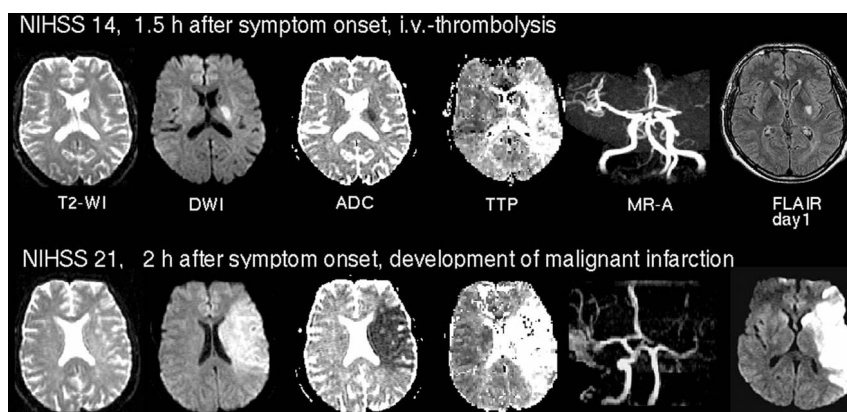 NIHSS 14, 1.5 h after symptom onset, i.v.-thrombolysis
T2-WI DWI ADC TTP MR-A FLAIR
day1
NIHSS 21, 2 h after symptom onset, development of malignant infarction